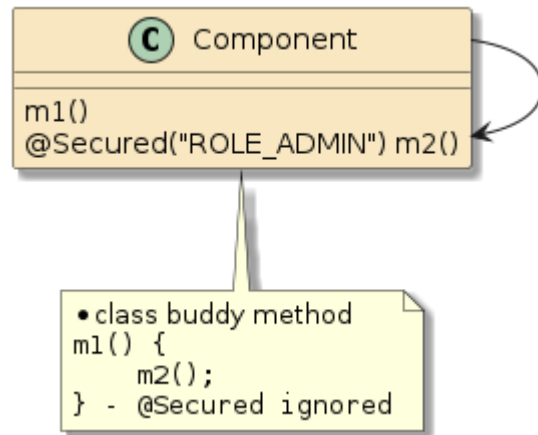 C Component
m1()
@Secured("ROLE_ADMIN") m2()
•class buddy method
m1() {
    m2();
} - @Secured ignored